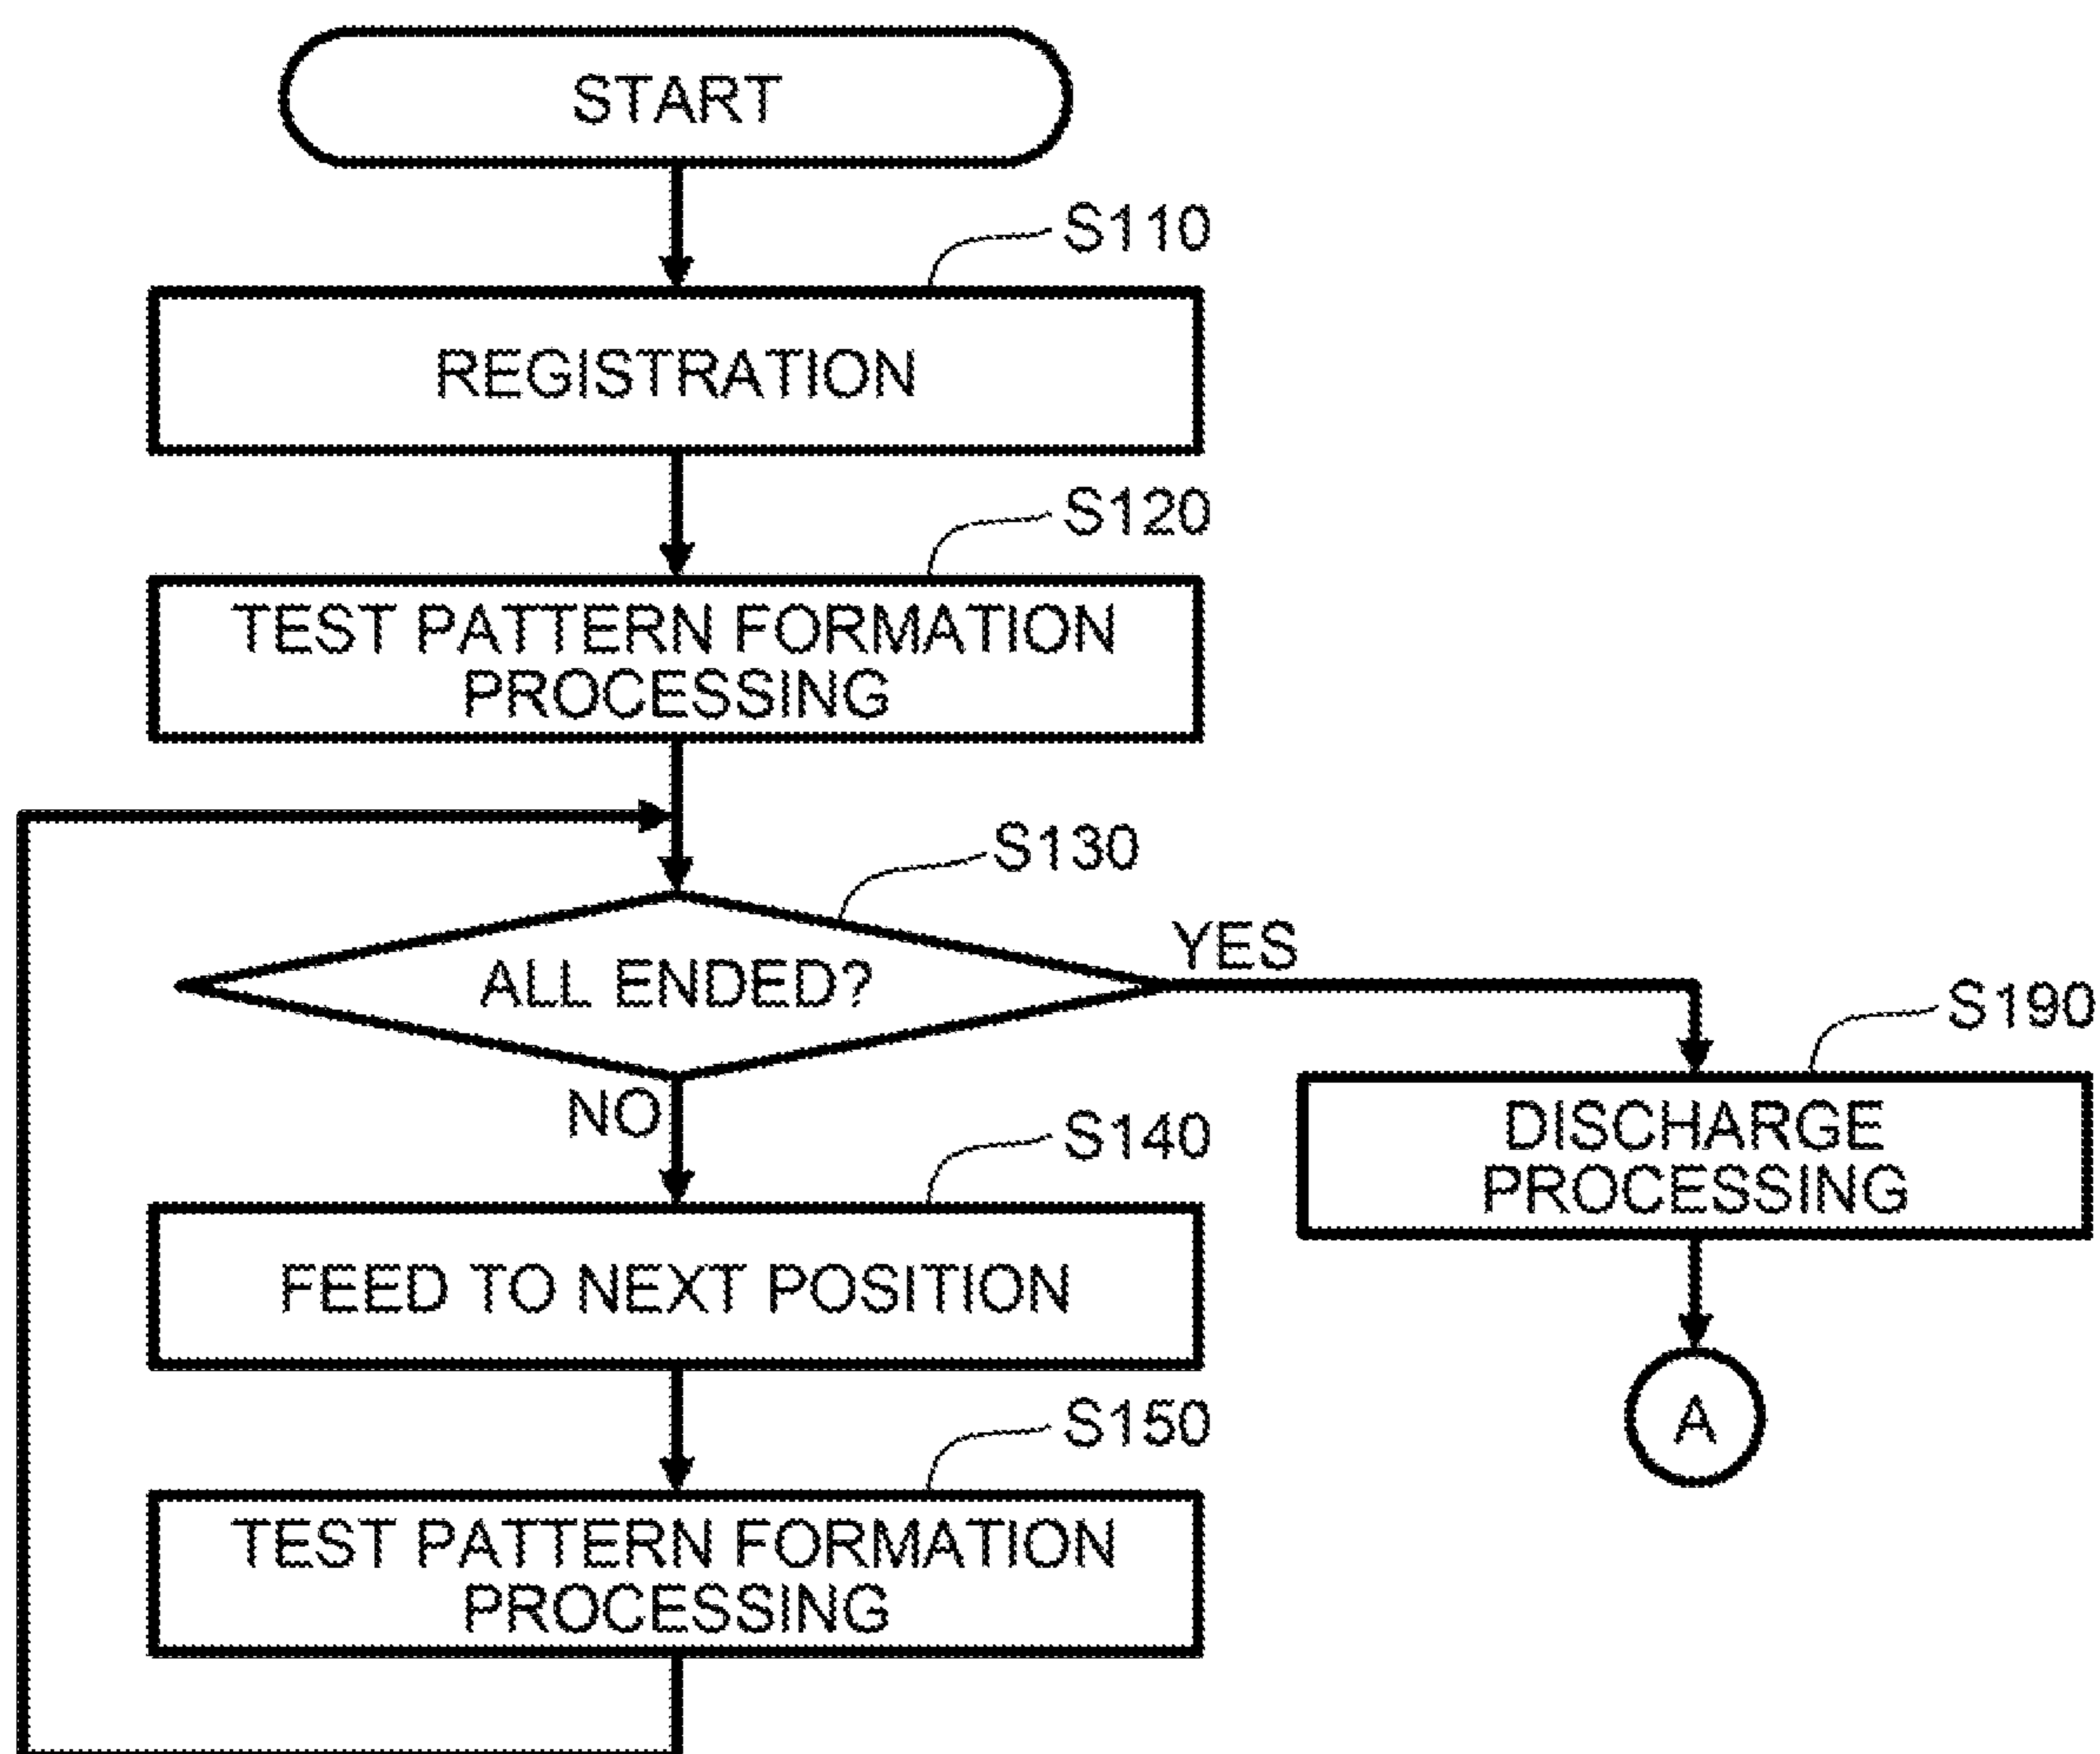 START
S110
REGISTRATION
S120
TEST PATTERN FORMATION
PROCESSING
S130
ALL ENDED?
YES
NO
S190
DISCHARGE
PROCESSING
A
S140
FEED TO NEXT POSITION
S150
TEST PATTERN FORMATION
PROCESSING